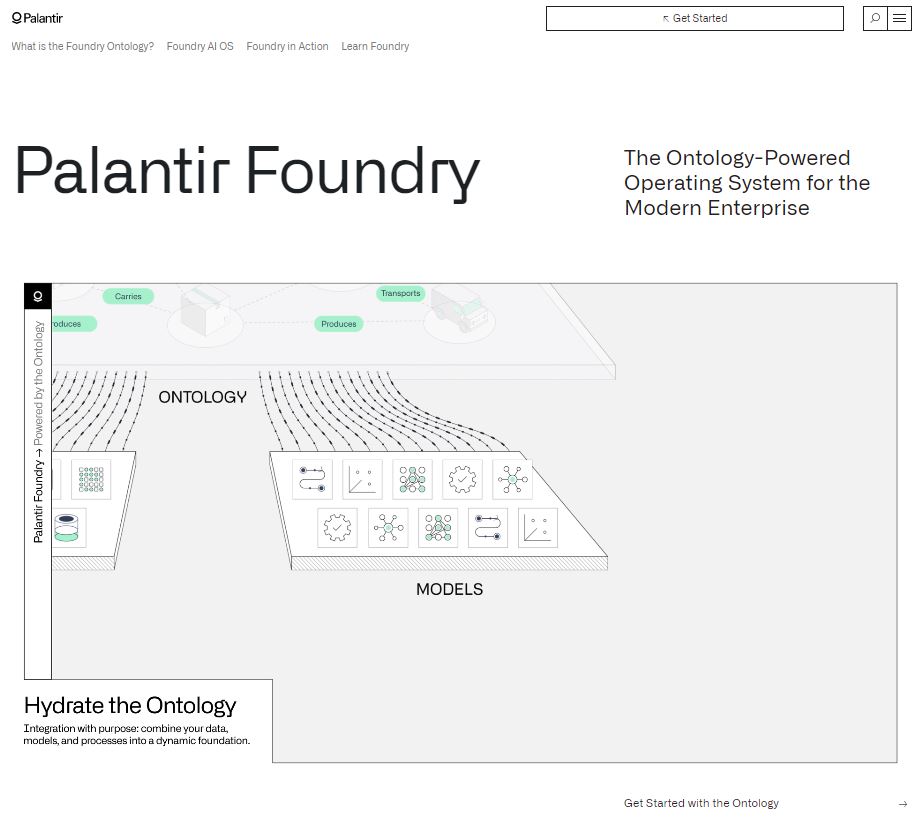 Palantir
Get Started
What is the Foundry Ontology? Foundry AI OS Foundry in Action Learn Foundry
Palantir Foundry
The Ontology-Powered
Operating System for the
Modern Enterprise
Carries
Transports
oduces
Produces
Palantir Foundry → Powered by the Ontology
ONTOLOGY
MODELS
Hydrate the Ontology
Integration with purpose: combine your data,
models, and processes into a dynamic foundation.
Get Started with the Ontology